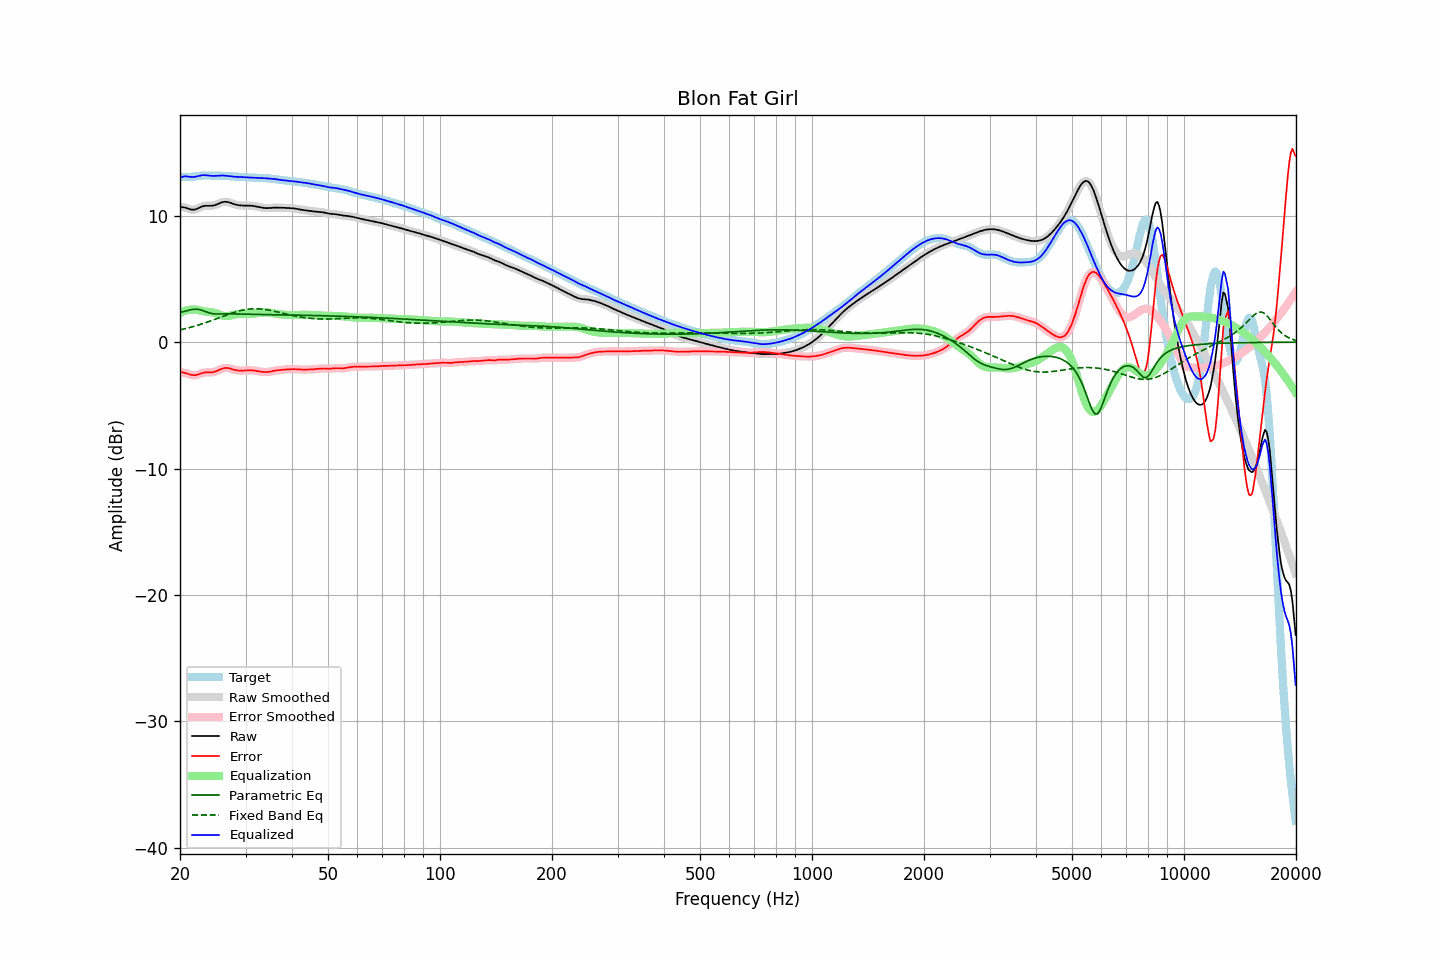 Blon Fat Girl
10
0
−10
−20
−30
−40
Amplitude (dBr)
Target
Raw Smoothed
Error Smoothed
Raw
Error
Equalization
Parametric Eq
Fixed Band Eq
Equalized
20 50 100 200 500 1000 2000 5000 10000 20000
Frequency (Hz)